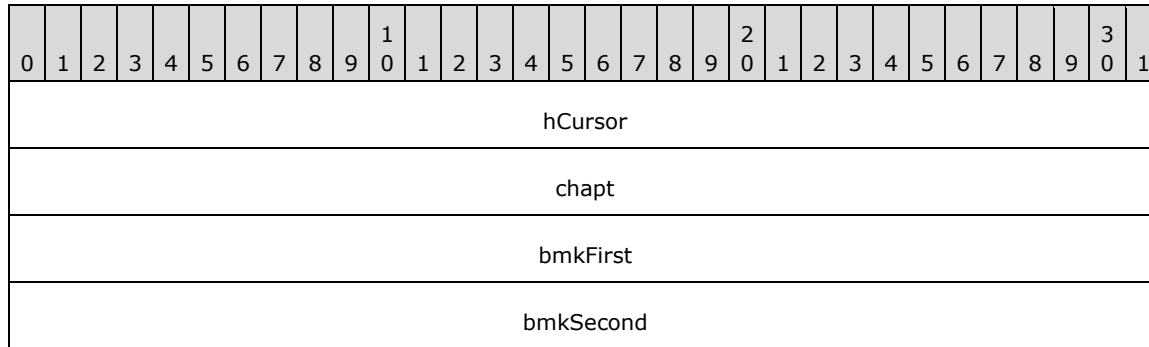 1 2 3
0 1 2 3 4 5 6 7 8 9 0 1 2 3 4 5 6 7 8 9 0 1 2 3 4 5 6 7 8 9 0 1
hCursor
chapt
bmkFirst
bmkSecond